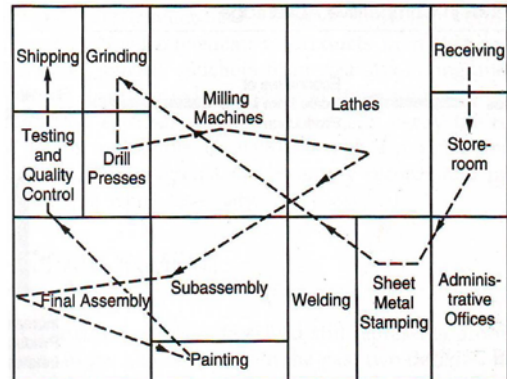 Shipping
Grinding
Receiving
Milling
Machines
Lathes
Testing
and
Quality
Control
Drill
Presses
Store-
room
Final Assembly
Subassembly
Welding
Sheet
Metal
Stamping
Adminis-
trative
Offices
Painting